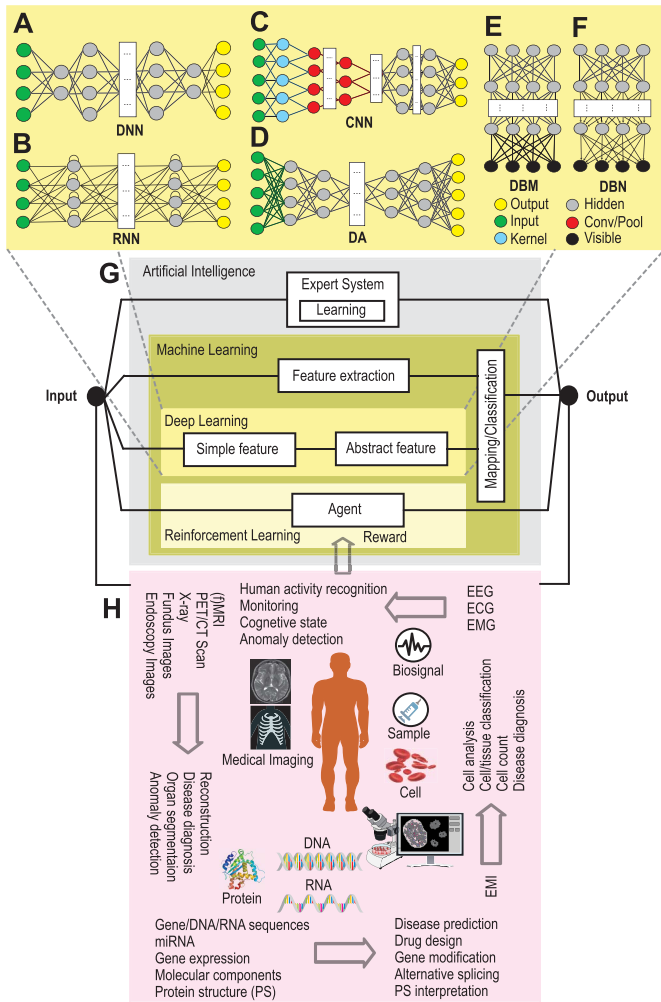 A
DNN
B
RNN
C
CNN
D
DA
E
DBM
F
DBN
Output
Input
Kernel
Hidden
Conv/Pool
Visible
G
Artificial Intelligence
Expert System
Learning
Machine Learning
Feature extraction
Mapping/Classification
Input
Output
Deep Learning
Simple feature
Abstract feature
Agent
Reinforcement Learning
Reward
H
(f)MRI
PET/CT Scan
X-ray
Fundus Images
Endoscopy Images
Human activity recognition
Monitoring
Cognetive state
Anomaly detection
EEG
ECG
EMG
Biosignal
Sample
Cell
Medical Imaging
Cell analysis
Cell/tissue classification
Cell count
Disease diagnosis
EMI
Reconstruction
Disease diagnosis
Organ segmentaion
Anomaly detection
Protein
DNA
RNA
Gene/DNA/RNA sequences
miRNA
Gene expression
Molecular components
Protein structure (PS)
Disease prediction
Drug design
Gene modification
Alternative splicing
PS interpretation